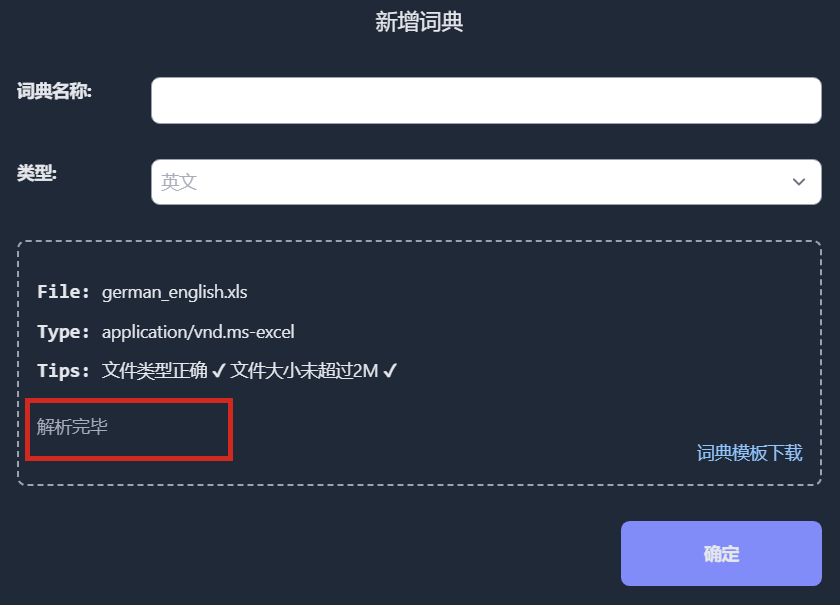 新增词典
词典名称:
类型:
英文
File: german_english.xls
Type: application/vnd.ms-excel
Tips: 文件类型正确 ✔ 文件大小未超过2M ✔
解析完毕
词典模板下载
确定